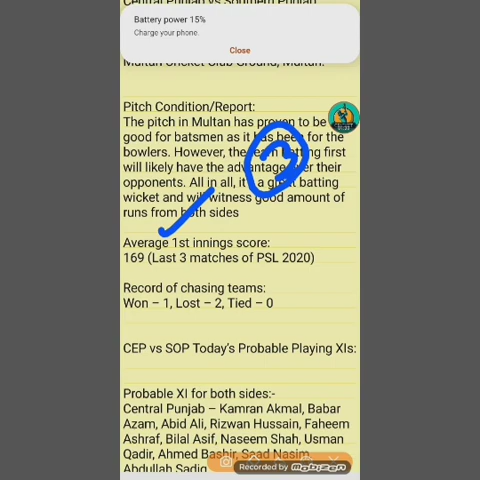 Central Punjab vs Southern Punjab
Battery power 15%
Charge your phone.
Close
Multan Cricket Club Ground, Multan.
Pitch Condition/Report:
The pitch in Multan has proven to be
good for batsmen as it has been for the
bowlers. However, the team batting first
will likely have the advantage over their
opponents. All in all, it's a great batting
wicket and will witness good amount of
runs from both sides
Average 1st innings score:
169 (Last 3 matches of PSL 2020)
Record of chasing teams:
Won – 1, Lost – 2, Tied – 0
CEP vs SOP Today's Probable Playing XIs:
Probable XI for both sides:-
Central Punjab – Kamran Akmal, Babar
Azam, Abid Ali, Rizwan Hussain, Faheem
Ashraf, Bilal Asif, Naseem Shah, Usman
Qadir, Ahmed Bashir, Saad Nasim,
Abdullah Sadiq
Recorded by mobizen